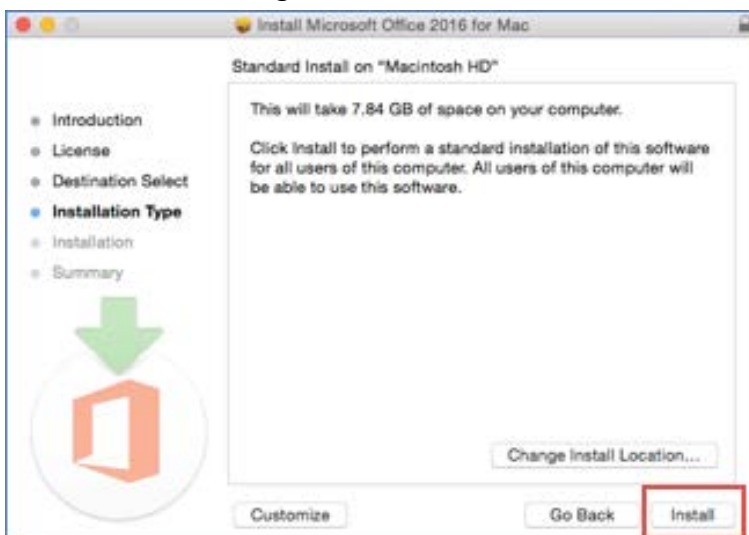 Install Microsoft Office 2016 for Mac
Standard Install on "Macintosh HD"
Introduction
License
Destination Select
Installation Type
Installation
Summary
This will take 7.84 GB of space on your computer.
Click Install to perform a standard installation of this software
for all users of this computer. All users of this computer will
be able to use this software.
Change Install Location...
Customize
Go Back
Install